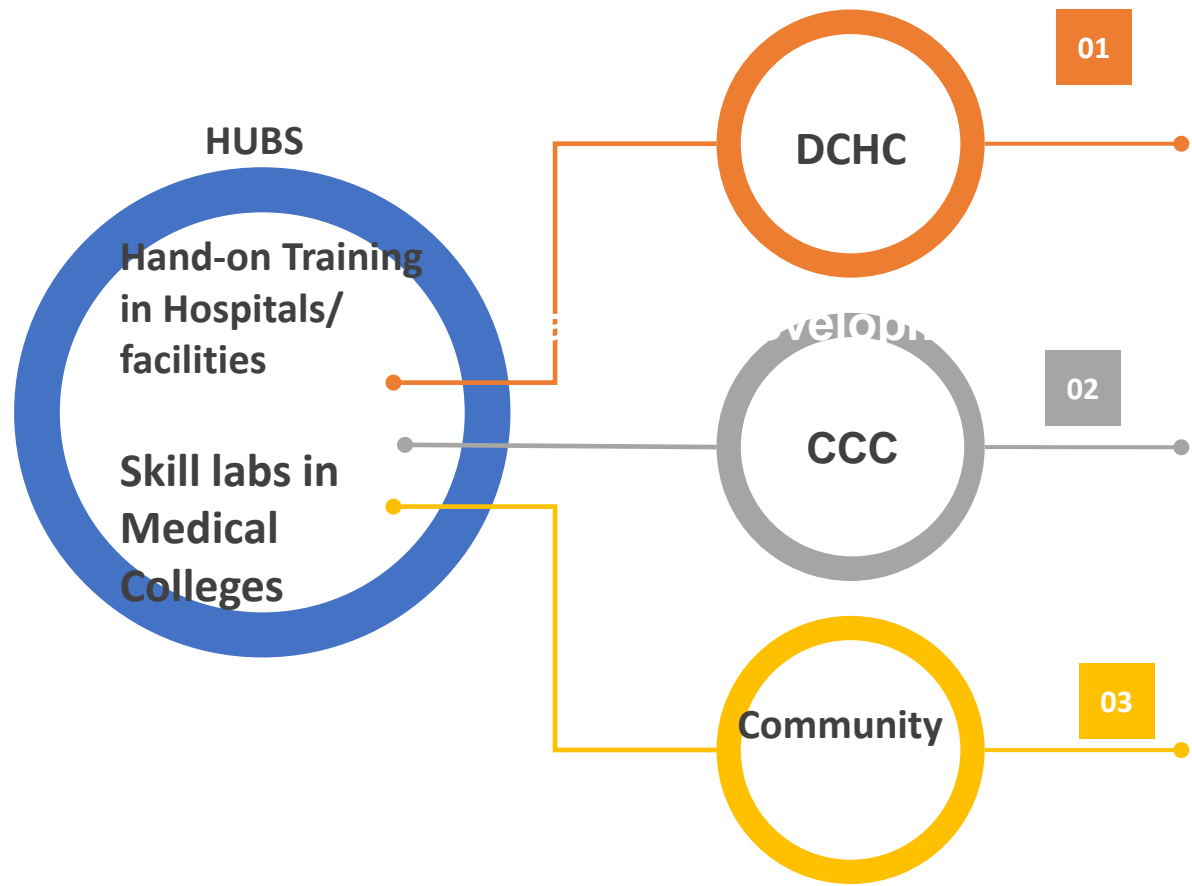 HUBS
Hand-on Training
in Hospitals/
facilities
Skill labs in
Medical
Colleges
DCHC
01
CCC
02
Community
03